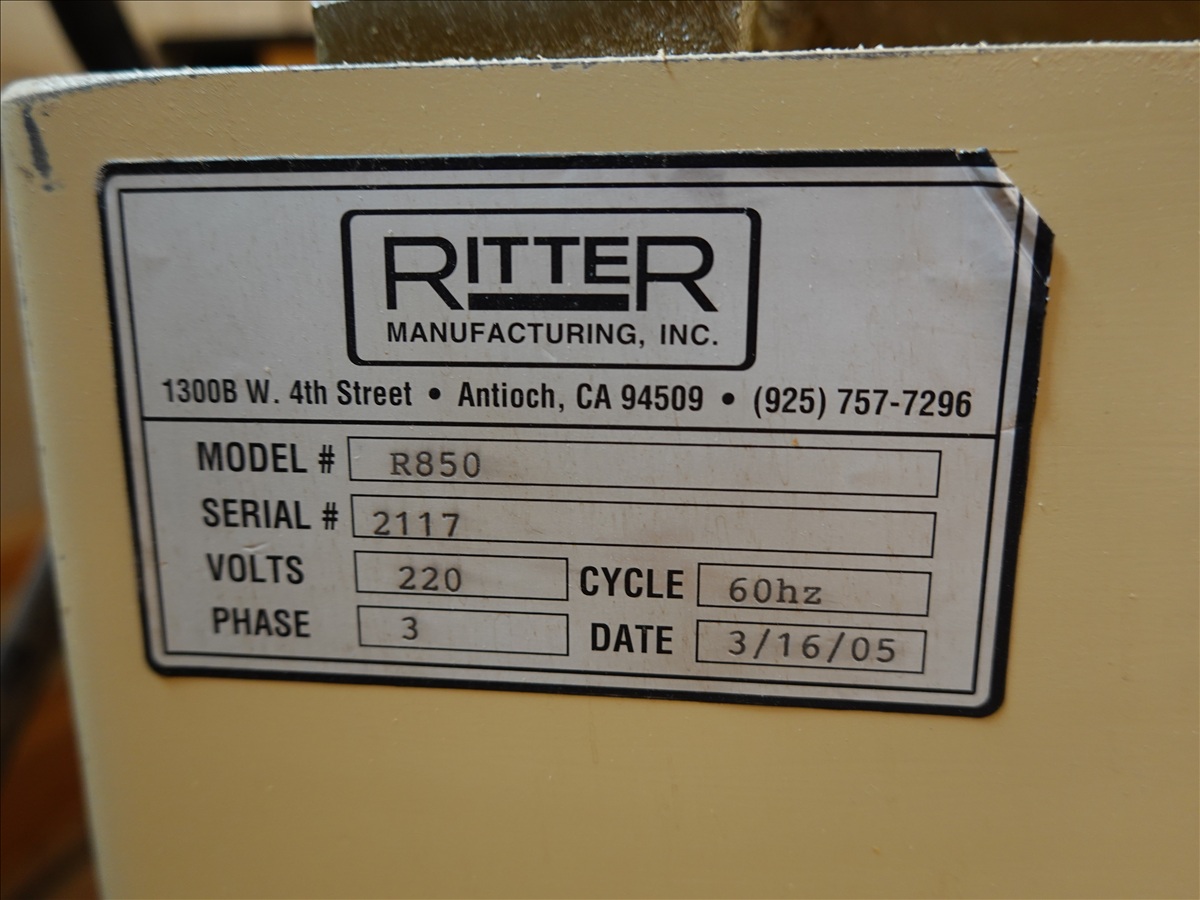 RITTER
MANUFACTURING, INC.
1300B W. 4th Street • Antioch, CA 94509 • (925) 757-7296
MODEL # R850
SERIAL # 2117
VOLTS 220 CYCLE 60hz
PHASE 3 DATE 3/16/05